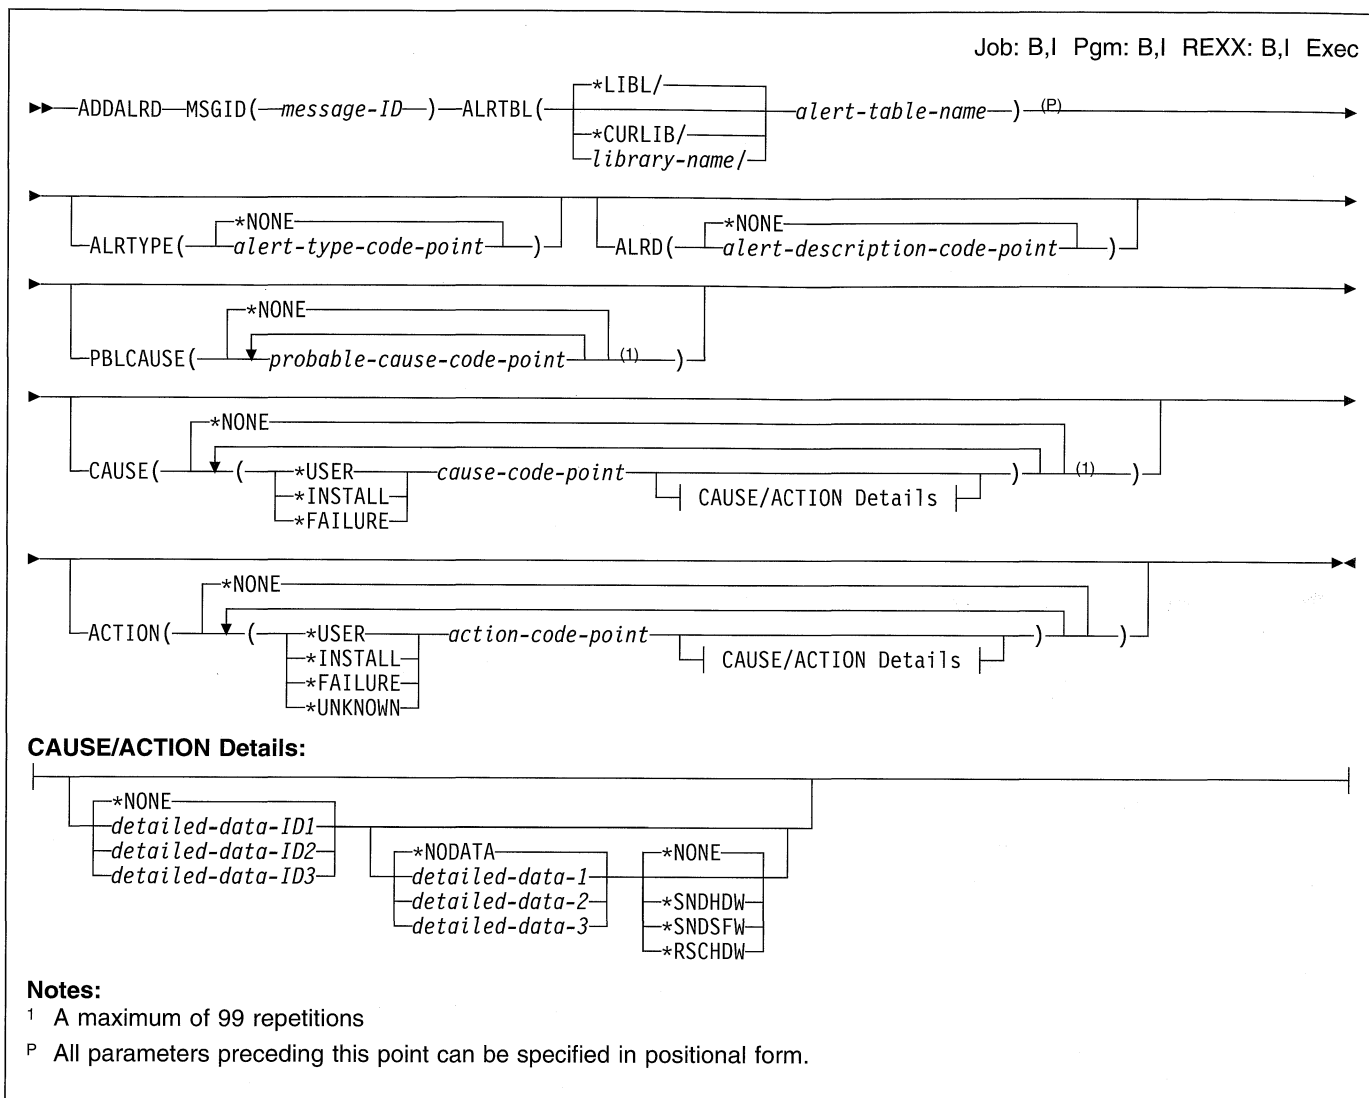 Job: B,I Pgm: B,I REXX: B,I Exec
*LIBL/
ADDALRD MSGID( message-ID ) ALRTBL( alert-table-name ) (P)
*CURLIB/
library-name/
*NONE *NONE
ALRTYPE( alert-type-code-point ) ALRD( alert-description-code-point )
*NONE
PBLCAUSE( probable-cause-code-point (1) )
*NONE
CAUSE( ( *USER cause-code-point ) (1) )
*INSTALL CAUSE/ACTION Details
*FAILURE
*NONE
ACTION( ( *USER action-code-point ) )
*INSTALL CAUSE/ACTION Details
*FAILURE
*UNKNOWN
CAUSE/ACTION Details:
*NONE
detailed-data-ID1
detailed-data-ID2 *NODATA *NONE
detailed-data-ID3 detailed-data-1
detailed-data-2 *SNDHDW
detailed-data-3 *SNDSFW
*RSCHDW
Notes:
1 A maximum of 99 repetitions
P All parameters preceding this point can be specified in positional form.